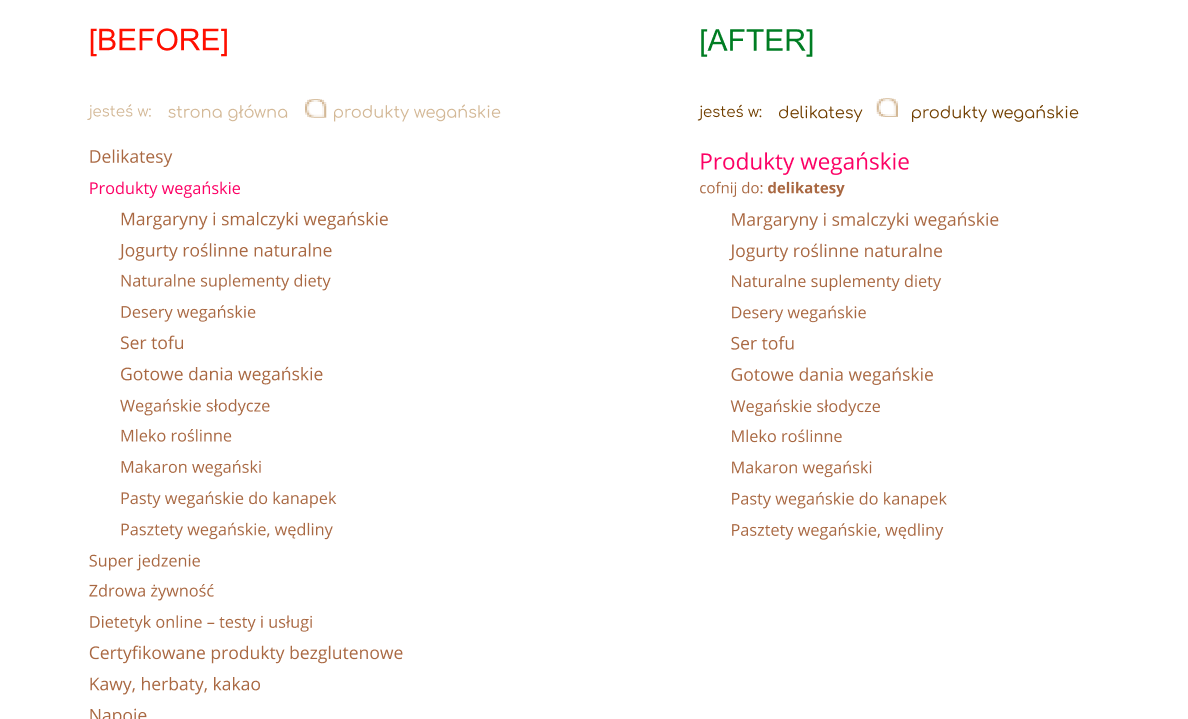 [BEFORE]
jesteś w: strona główna produkty wegańskie
Delikatesy
Produkty wegańskie
Margaryny i smalczyki wegańskie
Jogurty roślinne naturalne
Naturalne suplementy diety
Desery wegańskie
Ser tofu
Gotowe dania wegańskie
Wegańskie słodycze
Mleko roślinne
Makaron wegański
Pasty wegańskie do kanapek
Pasztety wegańskie, wędliny
Super jedzenie
Zdrowa żywność
Dietetyk online – testy i usługi
Certyfikowane produkty bezglutenowe
Kawy, herbaty, kakao
Napoje
[AFTER]
jesteś w: delikatesy produkty wegańskie
Produkty wegańskie
cofnij do: delikatesy
Margaryny i smalczyki wegańskie
Jogurty roślinne naturalne
Naturalne suplementy diety
Desery wegańskie
Ser tofu
Gotowe dania wegańskie
Wegańskie słodycze
Mleko roślinne
Makaron wegański
Pasty wegańskie do kanapek
Pasztety wegańskie, wędliny